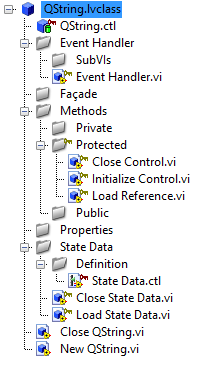 QString.lvclass
QString.ctl
Event Handler
SubVIs
Event Handler.vi
Façade
Methods
Private
Protected
Close Control.vi
Initialize Control.vi
Load Reference.vi
Public
Properties
State Data
Definition
State Data.ctl
Close State Data.vi
Load State Data.vi
Close QString.vi
New QString.vi